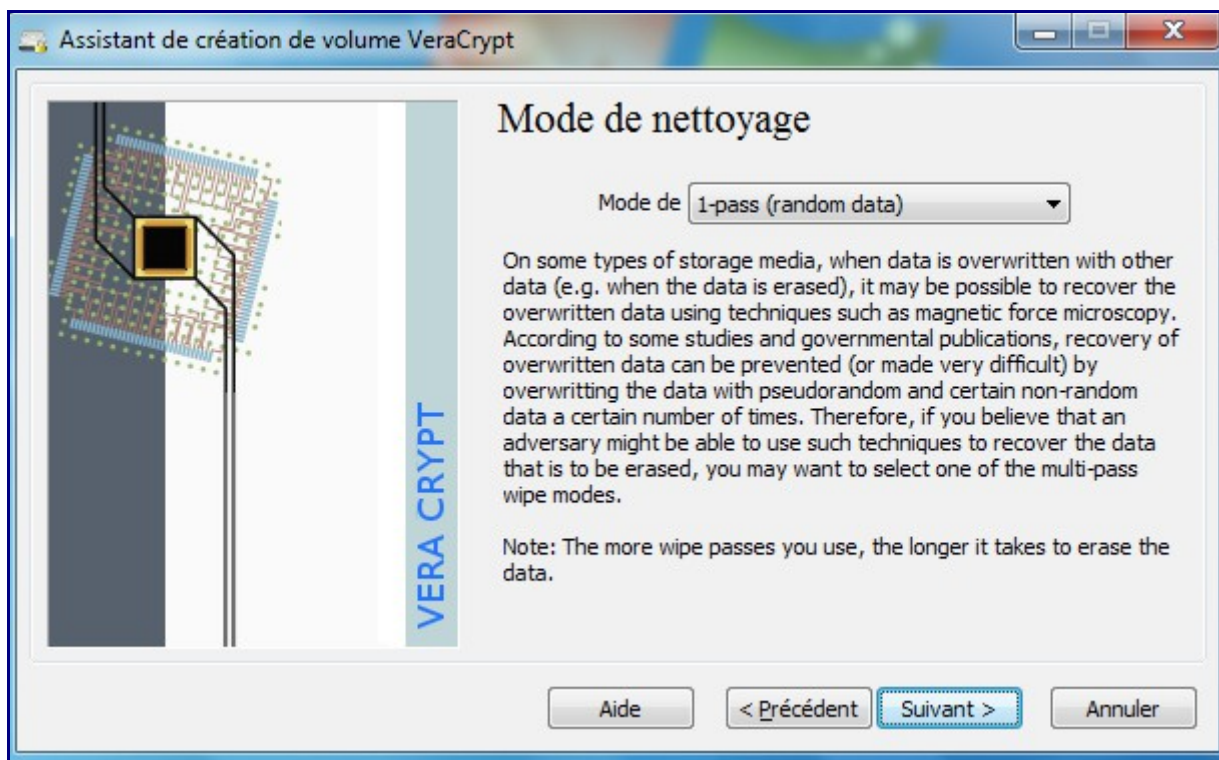 Assistant de création de volume VeraCrypt
VERA CRYPT
Mode de nettoyage
Mode de 1-pass (random data)
On some types of storage media, when data is overwritten with other
data (e.g. when the data is erased), it may be possible to recover the
overwritten data using techniques such as magnetic force microscopy.
According to some studies and governmental publications, recovery of
overwritten data can be prevented (or made very difficult) by
overwritting the data with pseudorandom and certain non-random
data a certain number of times. Therefore, if you believe that an
adversary might be able to use such techniques to recover the data
that is to be erased, you may want to select one of the multi-pass
wipe modes.
Note: The more wipe passes you use, the longer it takes to erase the
data.
Aide < Précédent Suivant > Annuler